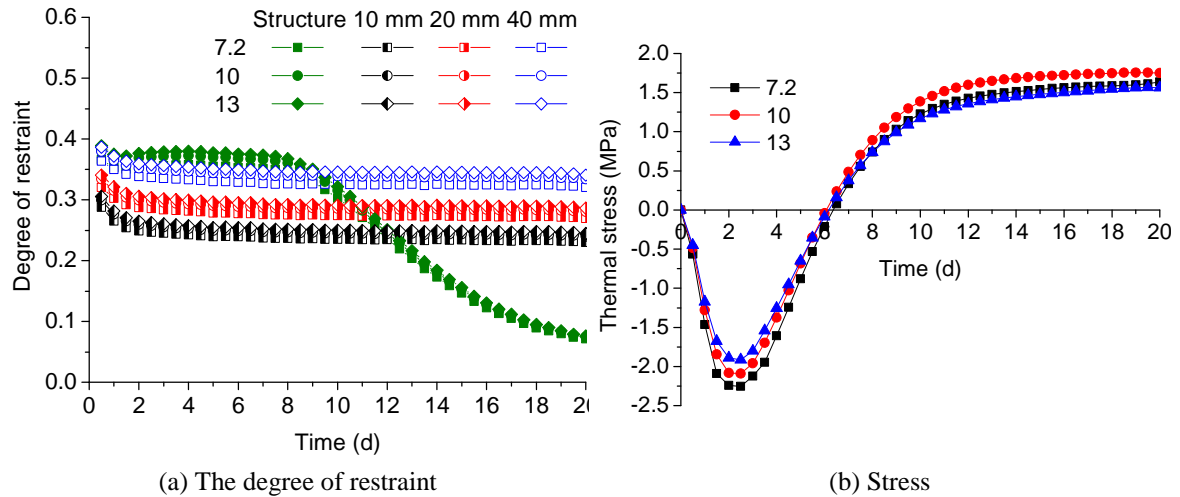 Structure 10 mm 20 mm 40 mm
7.2
10
13
0.6
0.5
0.4
0.3
0.2
0.1
0.0
Degree of restraint
0 2 4 6 8 10 12 14 16 18 20
Time (d)
(a) The degree of restraint
2.0
1.5
1.0
0.5
0.0
-0.5
-1.0
-1.5
-2.0
-2.5
Thermal stress (MPa)
7.2
10
13
0 2 4 6 8 10 12 14 16 18 20
Time (d)
(b) Stress